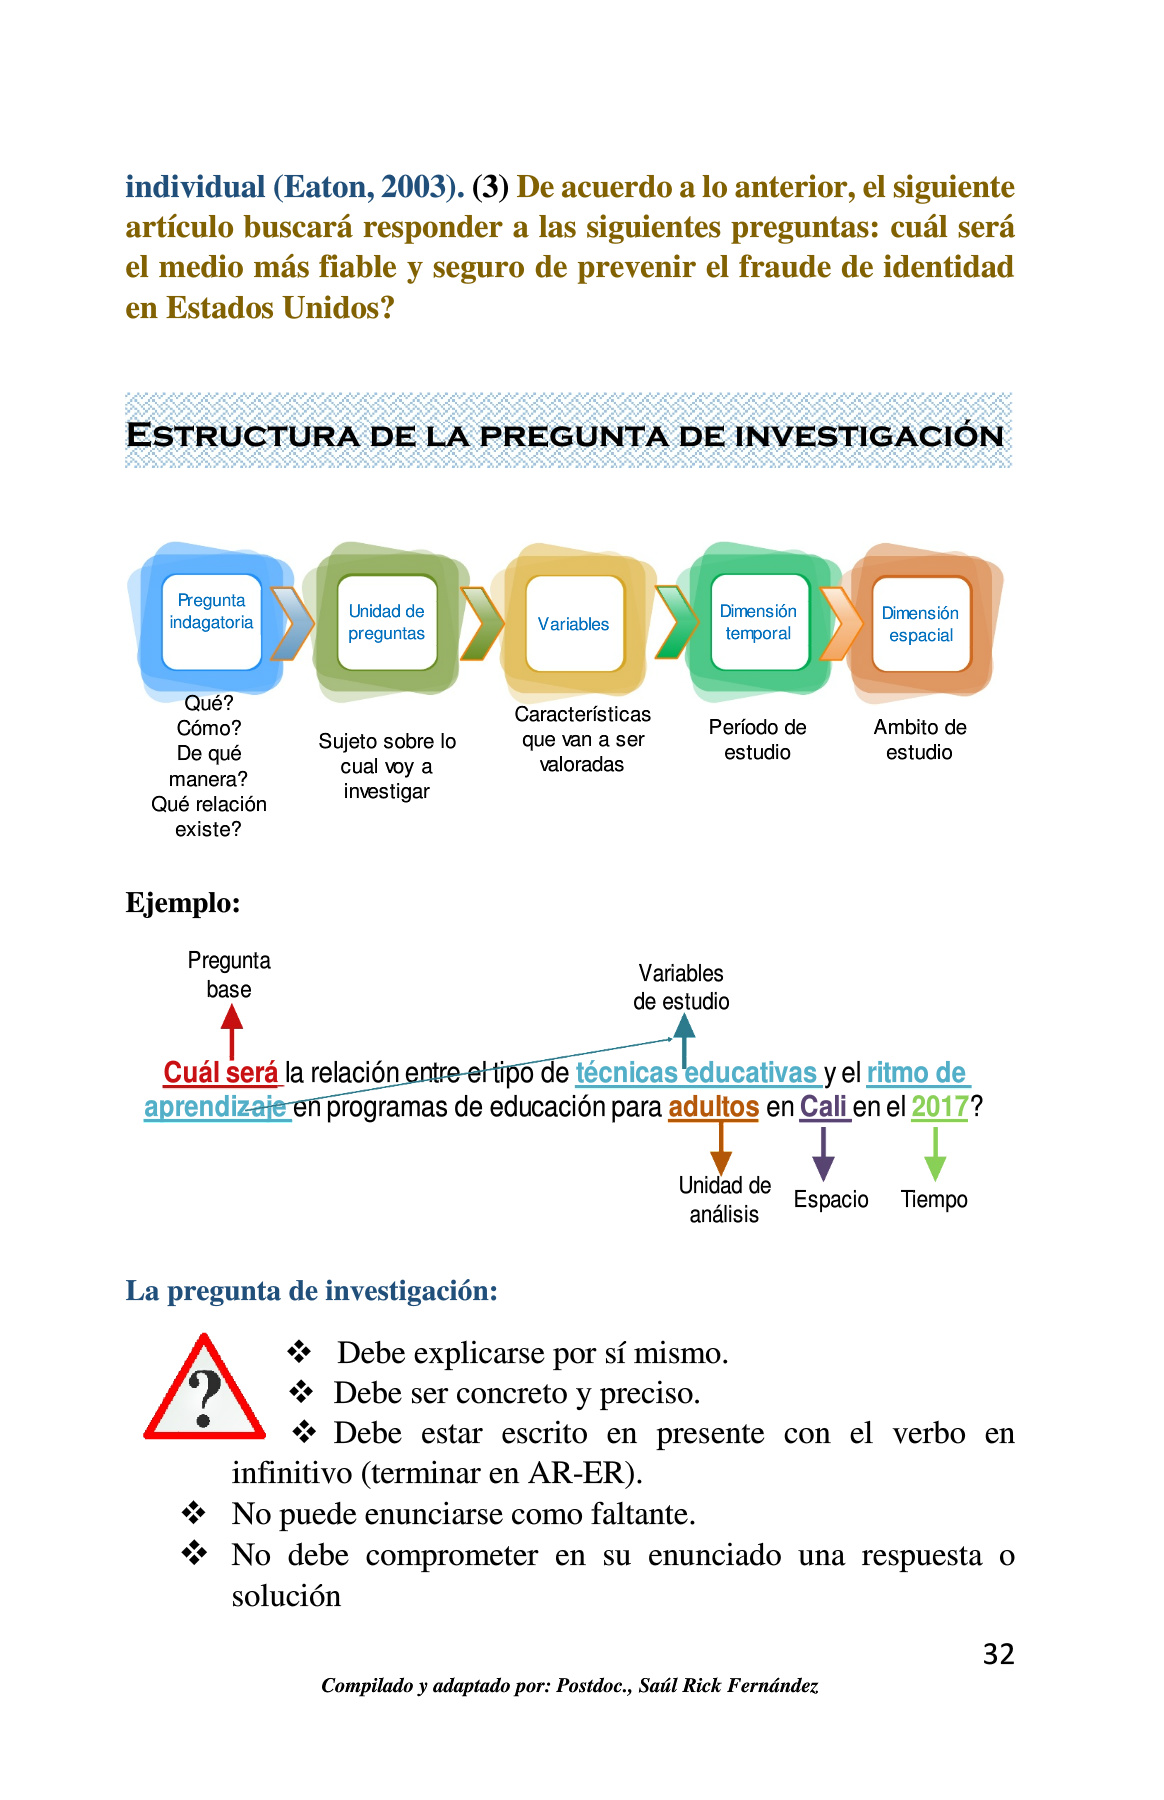 individual (Eaton, 2003). (3) De acuerdo a lo anterior, el siguiente
artículo buscará responder a las siguientes preguntas: cuál será
el medio más fiable y seguro de prevenir el fraude de identidad
en Estados Unidos?
ESTRUCTURA DE LA PREGUNTA DE INVESTIGACIÓN
Pregunta
indagatoria
Unidad de
preguntas
Variables
Dimensión
temporal
Dimensión
espacial
Qué?
Cómo?
De qué
manera?
Qué relación
existe?
Sujeto sobre lo
cual voy a
investigar
Características
que van a ser
valoradas
Período de
estudio
Ambito de
estudio
Ejemplo:
Pregunta
base
Variables
de estudio
Cuál será la relación entre el tipo de técnicas educativas y el ritmo de
aprendizaje en programas de educación para adultos en Cali en el 2017?
Unidad de
análisis
Espacio
Tiempo
La pregunta de investigación:
?
❖ Debe explicarse por sí mismo.
❖ Debe ser concreto y preciso.
❖ Debe estar escrito en presente con el verbo en
infinitivo (terminar en AR-ER).
❖ No puede enunciarse como faltante.
❖ No debe comprometer en su enunciado una respuesta o
solución
32
Compilado y adaptado por: Postdoc., Saúl Rick Fernández